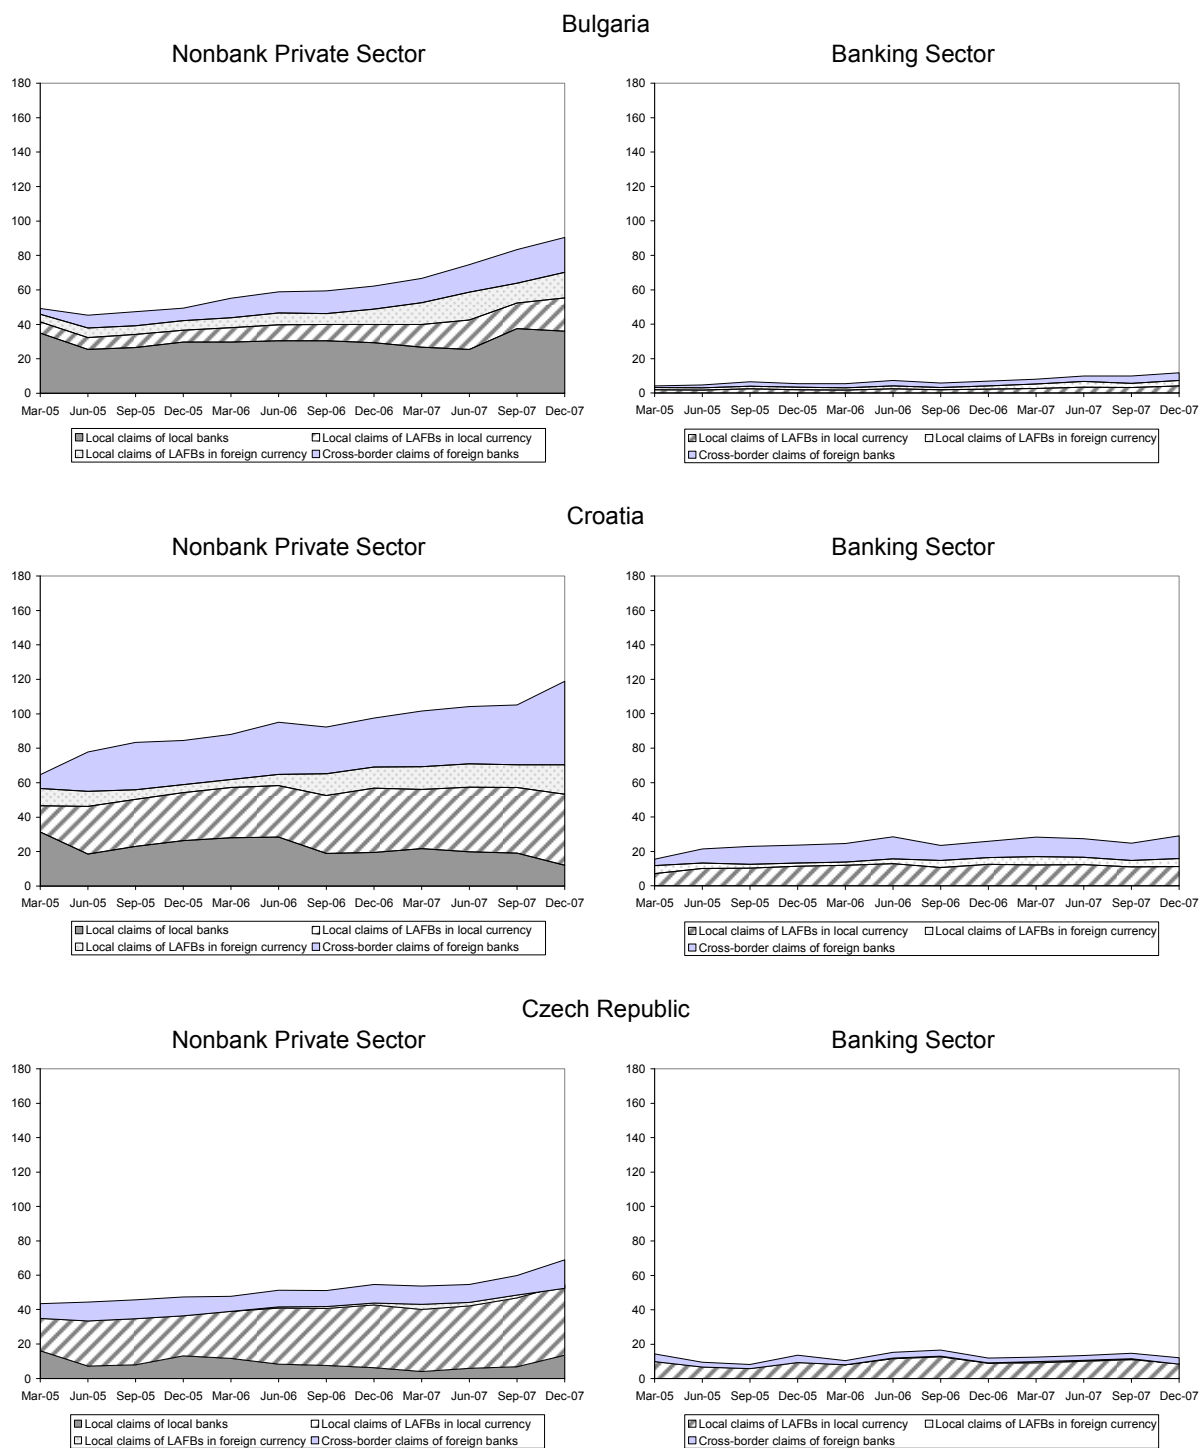 Bulgaria
Nonbank Private Sector
180
160
140
120
100
80
60
40
20
0
Mar-05 Jun-05 Sep-05 Dec-05 Mar-06 Jun-06 Sep-06 Dec-06 Mar-07 Jun-07 Sep-07 Dec-07
Local claims of local banks Local claims of LAFBs in local currency
Local claims of LAFBs in foreign currency Cross-border claims of foreign banks
Banking Sector
180
160
140
120
100
80
60
40
20
0
Mar-05 Jun-05 Sep-05 Dec-05 Mar-06 Jun-06 Sep-06 Dec-06 Mar-07 Jun-07 Sep-07 Dec-07
Local claims of LAFBs in local currency Local claims of LAFBs in foreign currency
Cross-border claims of foreign banks
Croatia
Nonbank Private Sector
180
160
140
120
100
80
60
40
20
0
Mar-05 Jun-05 Sep-05 Dec-05 Mar-06 Jun-06 Sep-06 Dec-06 Mar-07 Jun-07 Sep-07 Dec-07
Local claims of local banks Local claims of LAFBs in local currency
Local claims of LAFBs in foreign currency Cross-border claims of foreign banks
Banking Sector
180
160
140
120
100
80
60
40
20
0
Mar-05 Jun-05 Sep-05 Dec-05 Mar-06 Jun-06 Sep-06 Dec-06 Mar-07 Jun-07 Sep-07 Dec-07
Local claims of LAFBs in local currency Local claims of LAFBs in foreign currency
Cross-border claims of foreign banks
Czech Republic
Nonbank Private Sector
180
160
140
120
100
80
60
40
20
0
Mar-05 Jun-05 Sep-05 Dec-05 Mar-06 Jun-06 Sep-06 Dec-06 Mar-07 Jun-07 Sep-07 Dec-07
Local claims of local banks Local claims of LAFBs in local currency
Local claims of LAFBs in foreign currency Cross-border claims of foreign banks
Banking Sector
180
160
140
120
100
80
60
40
20
0
Mar-05 Jun-05 Sep-05 Dec-05 Mar-06 Jun-06 Sep-06 Dec-06 Mar-07 Jun-07 Sep-07 Dec-07
Local claims of LAFBs in local currency Local claims of LAFBs in foreign currency
Cross-border claims of foreign banks